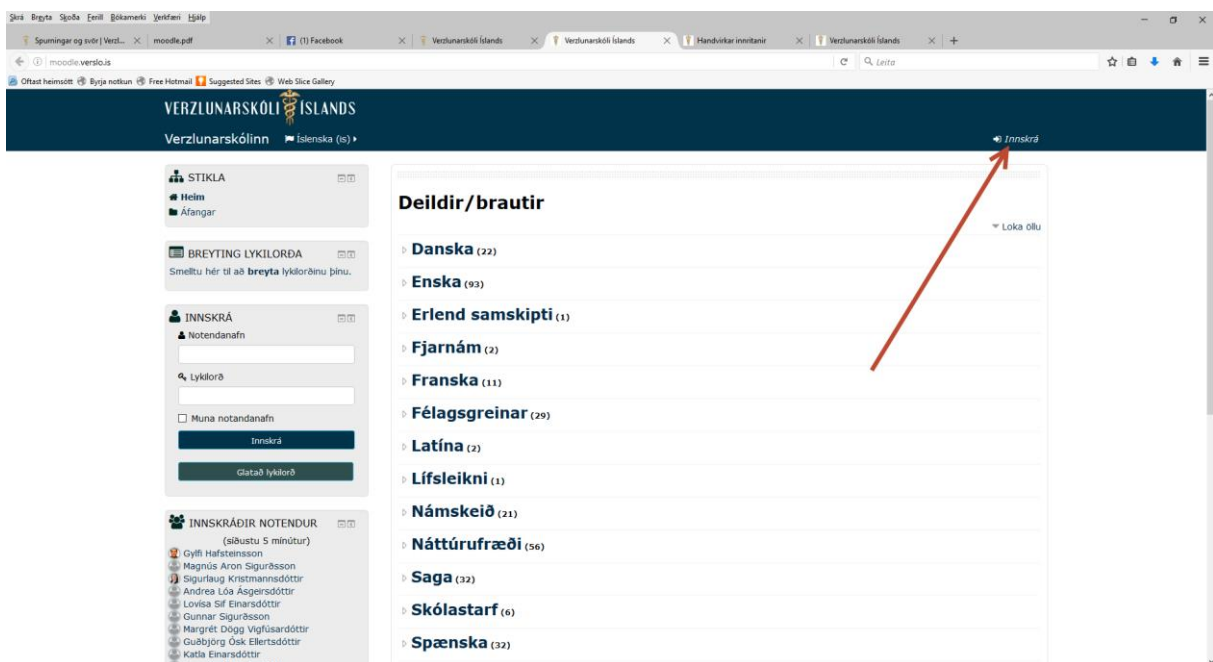 Skrá Breyta Skoða Ferill Bókamerki Verkfæri Hjálp
Spurningar og svör | Verzl... moodle.pdf (1) Facebook Verzlunarskóli Íslands Verzlunarskóli Íslands Handvirkar innritanir Verzlunarskóli Íslands
moodle.verslo.is Leita
Oftast heimsótt Byrja notkun Free Hotmail Suggested Sites Web Slice Gallery
VERZLUNARSKÓLI ÍSLANDS
Verzlunarskólinn Íslenska (is) Innskrá
STIKLA
Heim
Áfangar
BREYTING LYKILORÐA
Smelltu hér til að breyta lykilorðinu þínu.
INNSKRÁ
Notendanafn
Lykilorð
Muna notandanafn
Innskrá
Glatað lykilorð
INNSKRÁÐIR NOTENDUR
(síðustu 5 mínútur)
Gylfi Hafsteinsson
Magnús Aron Sigurðsson
Sigurlaug Kristmannsdóttir
Andrea Lóa Ásgeirsdóttir
Lovísa Sif Einarsdóttir
Gunnar Sigurðsson
Margrét Dögg Vigfúsardóttir
Guðbjörg Ósk Ellertsdóttir
Katla Einarsdóttir
Deildir/brautir
Loka öllu
Danska (22)
Enska (93)
Erlend samskipti (1)
Fjarnám (2)
Franska (11)
Félagsgreinar (29)
Latína (2)
Lífsleikni (1)
Námskeið (21)
Náttúrufræði (56)
Saga (32)
Skólastarf (6)
Spænska (32)